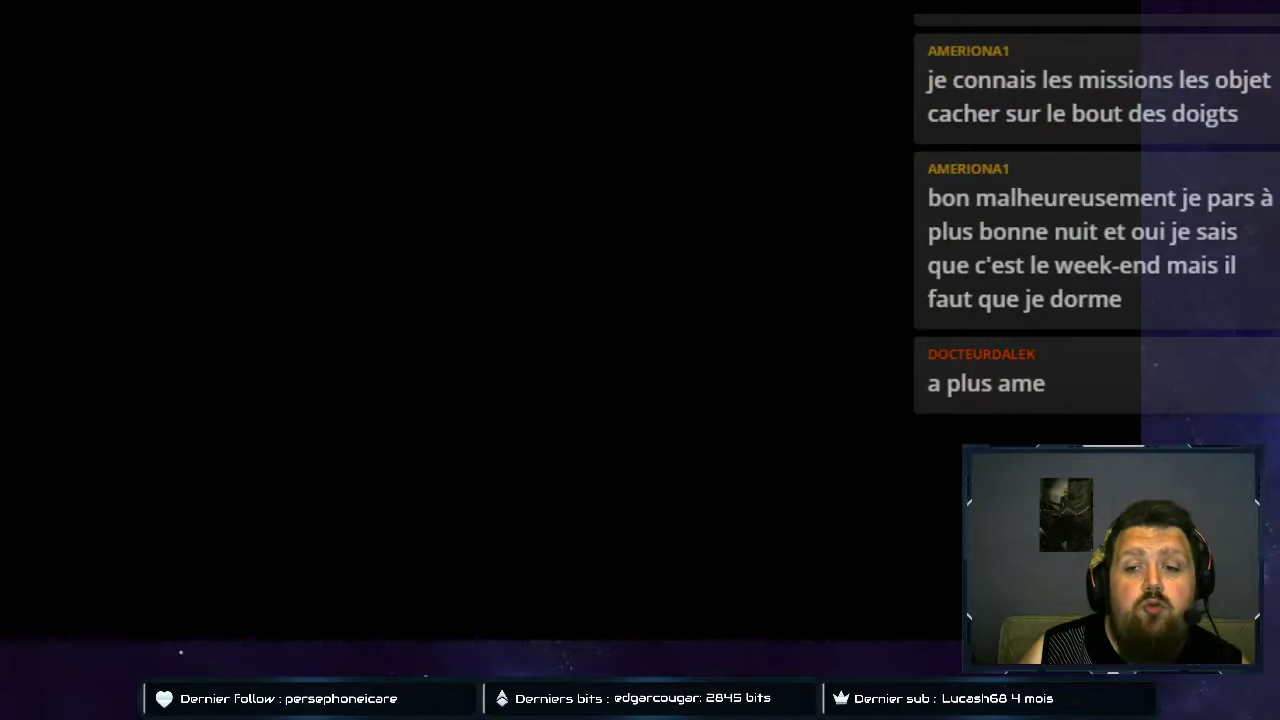 AMERIONA1
je connais les missions les objet
cacher sur le bout des doigts
AMERIONA1
bon malheureusement je pars à
plus bonne nuit et oui je sais
que c'est le week-end mais il
faut que je dorme
DOCTEURDALEK
a plus ame
Dernier Follow : persephoneicare
Derniers bits : edgarcougar: 2845 bits
Dernier sub : Lucash68 4 mois